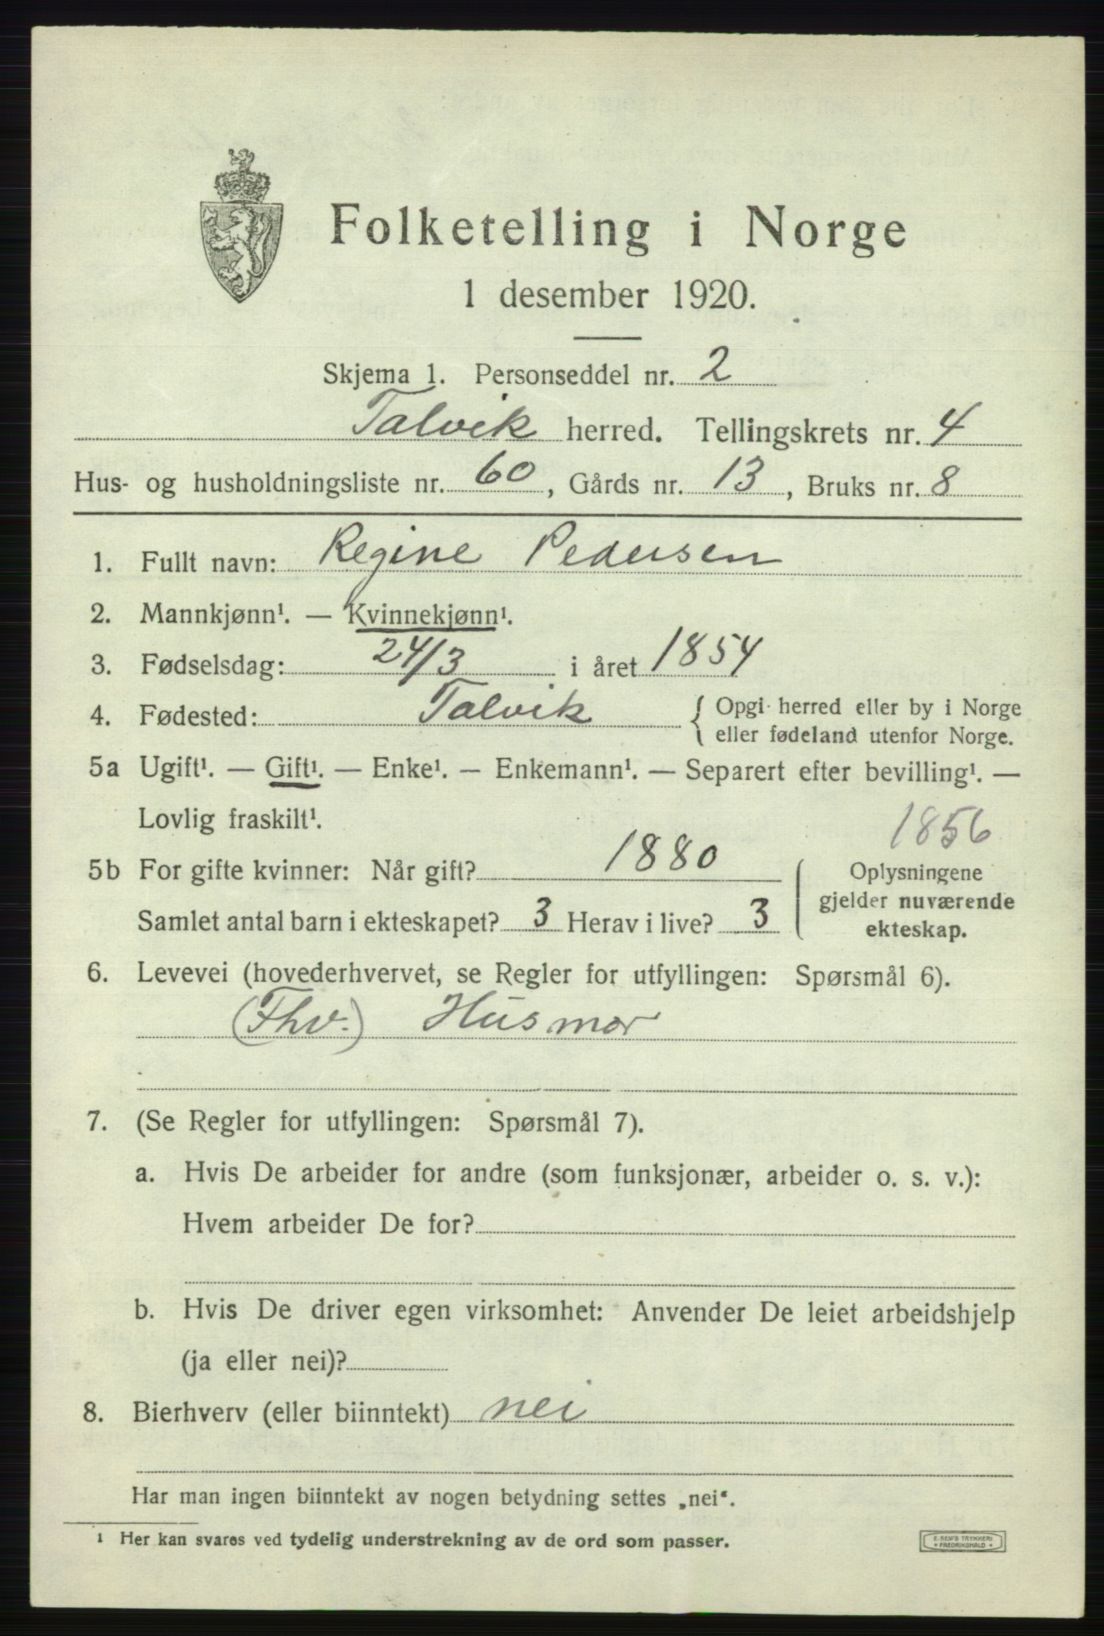 Folketelling i Norge
1 desember 1920.
Skjema 1. Personseddel nr. 2
Talvik herred. Tellingskrets nr. 4
Hus- og husholdningsliste nr. 60, Gårds nr. 13, Bruks nr. 8
1. Fullt navn: Regine Pedersen
2. Mannkjønn¹. — Kvinnekjønn¹.
3. Fødselsdag: 24/3 i året 1854
4. Fødested: Talvik { Opgi herred eller by i Norge
eller fødeland utenfor Norge.
5a Ugift¹. — Gift¹. — Enke¹. — Enkemann¹. — Separert efter bevilling¹. —
Lovlig fraskilt¹.
1856
5b For gifte kvinner: Når gift? 1880
Samlet antal barn i ekteskapet? 3 Herav i live? 3
Oplysningene
gjelder nuværende
ekteskap.
6. Levevei (hovederhvervet, se Regler for utfyllingen: Spørsmål 6).
(Fhv.) Husmor
7. (Se Regler for utfyllingen: Spørsmål 7).
a. Hvis De arbeider for andre (som funksjonær, arbeider o. s. v.):
Hvem arbeider De for?
b. Hvis De driver egen virksomhet: Anvender De leiet arbeidshjelp
(ja eller nei)?
8. Bierhverv (eller biinntekt) nei
Har man ingen biinntekt av nogen betydning settes „nei“.
¹ Her kan svares ved tydelig understrekning av de ord som passer.
E. SEMS TRYKKERI
• FREDRIKSHALD •